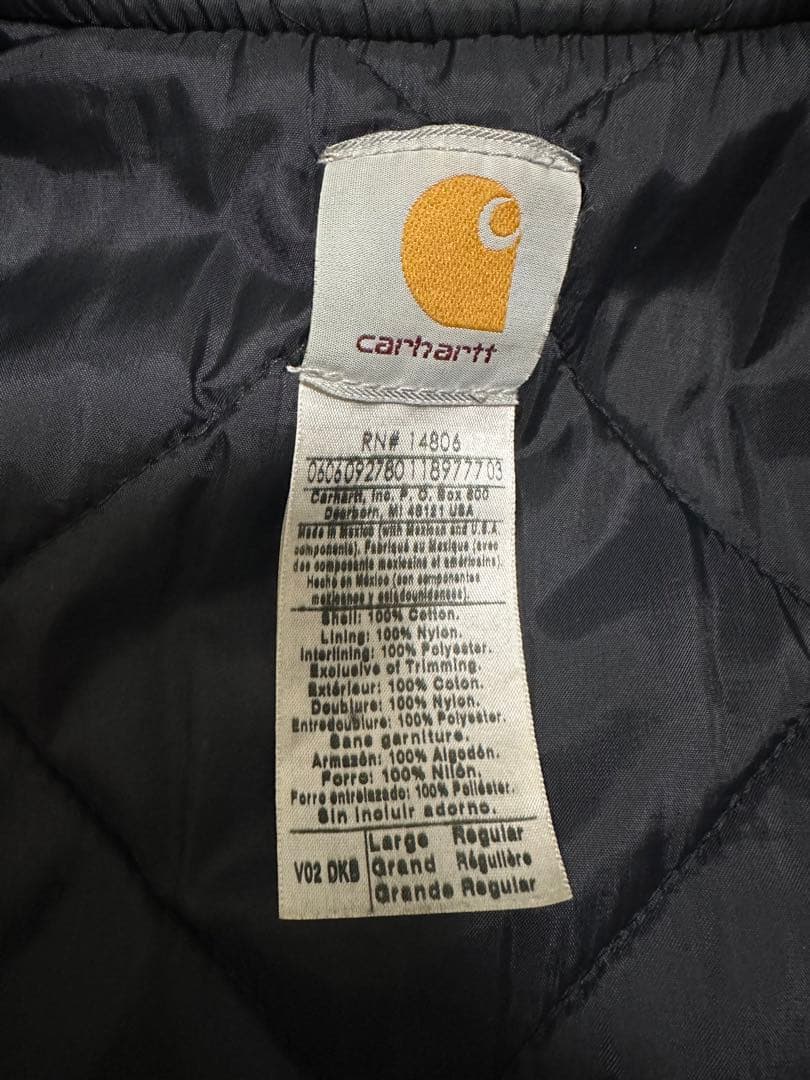 carhartt
RN# 14806
0606092780118977703
Carhartt, Inc. P. O. Box 600
Dearborn, MI 48121 USA
Made in Mexico (with Mexican and U.S.A
components). Fabriqué au Mexique (avec
des composants mexicains et américains).
Hecho en México (con componentes
mexicanos y estadounidenses).
Shell: 100% Cotton.
Lining: 100% Nylon.
Interlining: 100% Polyester.
Exclusive of Trimming.
Extérieur: 100% Coton.
Doublure: 100% Nylon.
Entredoublure: 100% Polyester.
Sans garniture.
Armazón: 100% Algodón.
Forro: 100% Nilón.
Forro entrelazado: 100% Poliéster.
Sin incluir adorno.
V02 DKB
Large Regular
Grand Régulière
Grande Regular